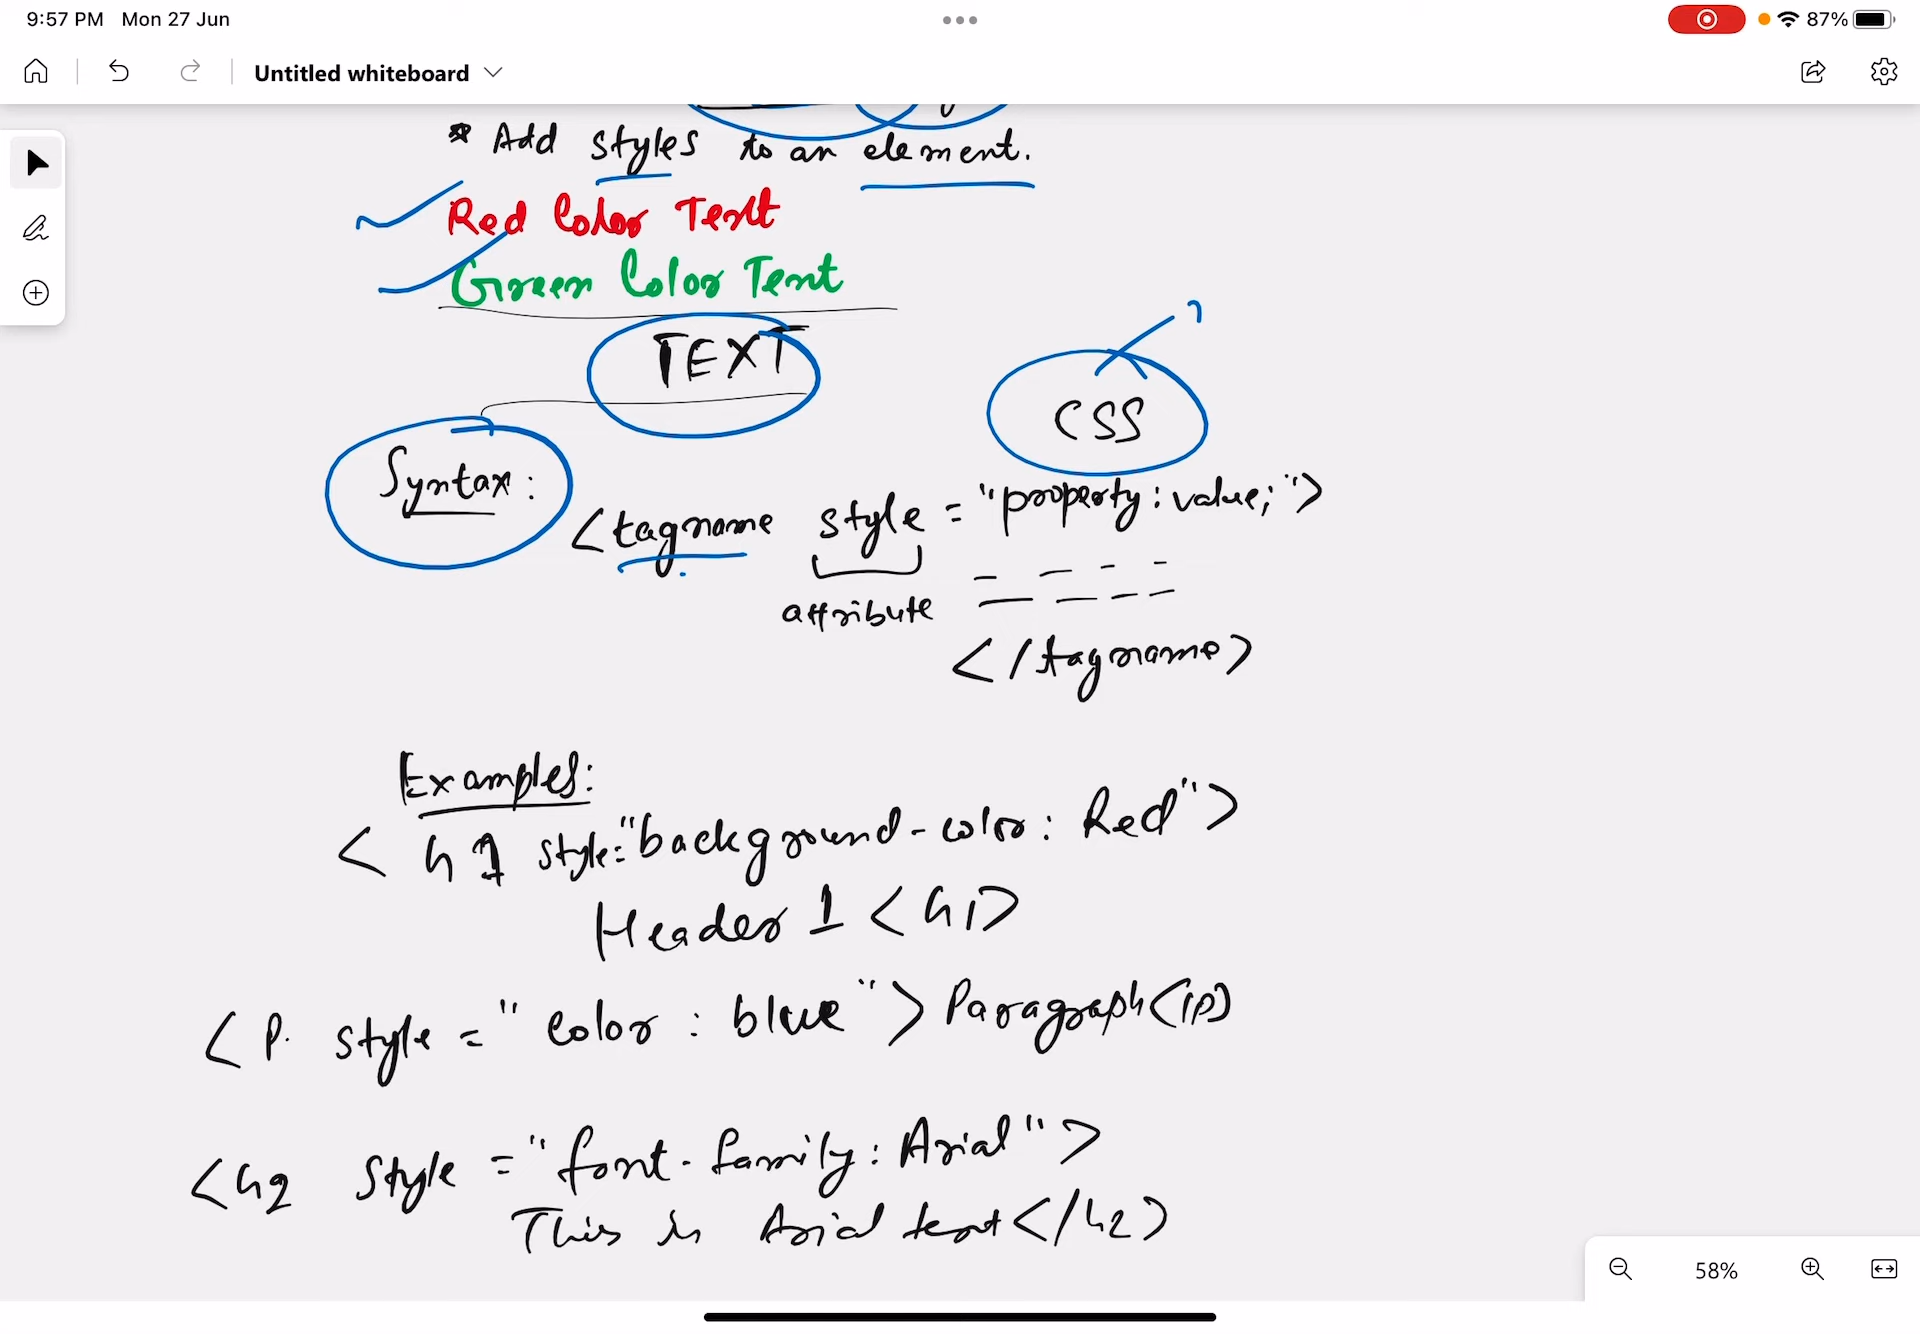 9:57 PM Mon 27 Jun
87%
Untitled whiteboard
* Add styles to an element.
Red Color Text
Green Color Text
TEXT
CSS
Syntax:
<tagname style = "property: value;">
attribute
</tagname>
Examples:
< h1 style="background-color: Red">
Header 1 <h1>
<P. style = "color : blue"> Paragraph</p>
<h2 Style = "font-family: Arial">
This is Arial text</h2>
58%